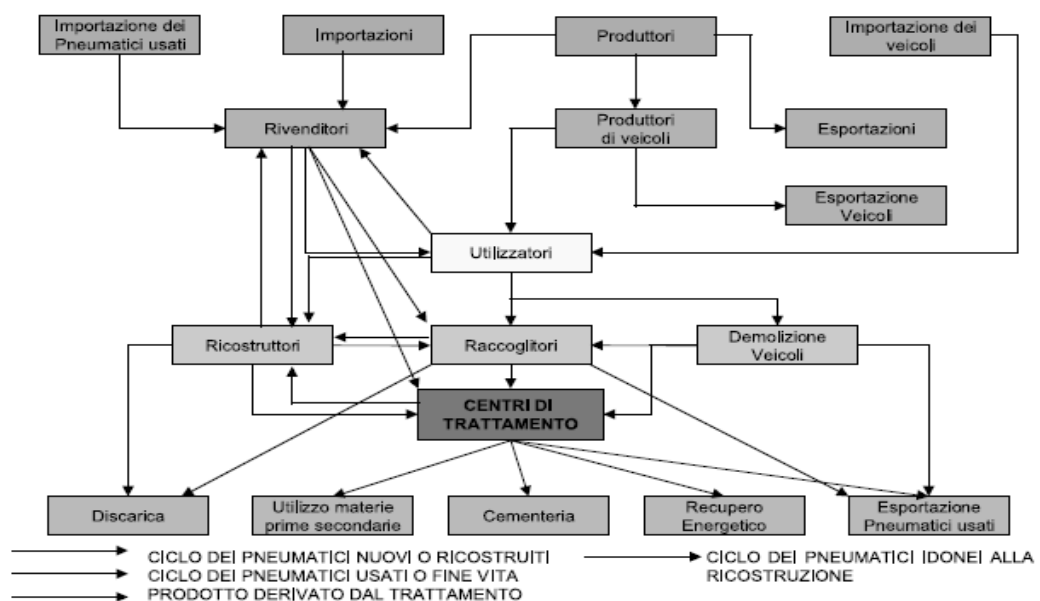 Importazione dei
Pneumatici usati
Importazioni
Produttori
Importazione dei
veicoli
Rivenditori
Produttori
di veicoli
Esportazioni
Esportazione
Veicoli
Utilizzatori
Ricostruttori
Raccoglitori
Demolizione
Veicoli
CENTRI DI
TRATTAMENTO
Discarica
Utilizzo materie
prime secondarie
Cementeria
Recupero
Energetico
Esportazione
Pneumatici usati
CICLO DEI PNEUMATICI NUOVI O RICOSTRUITI
CICLO DEI PNEUMATICI USATI O FINE VITA
PRODOTTO DERIVATO DAL TRATTAMENTO
CICLO DEI PNEUMATICI IDONEI ALLA
RICOSTRUZIONE